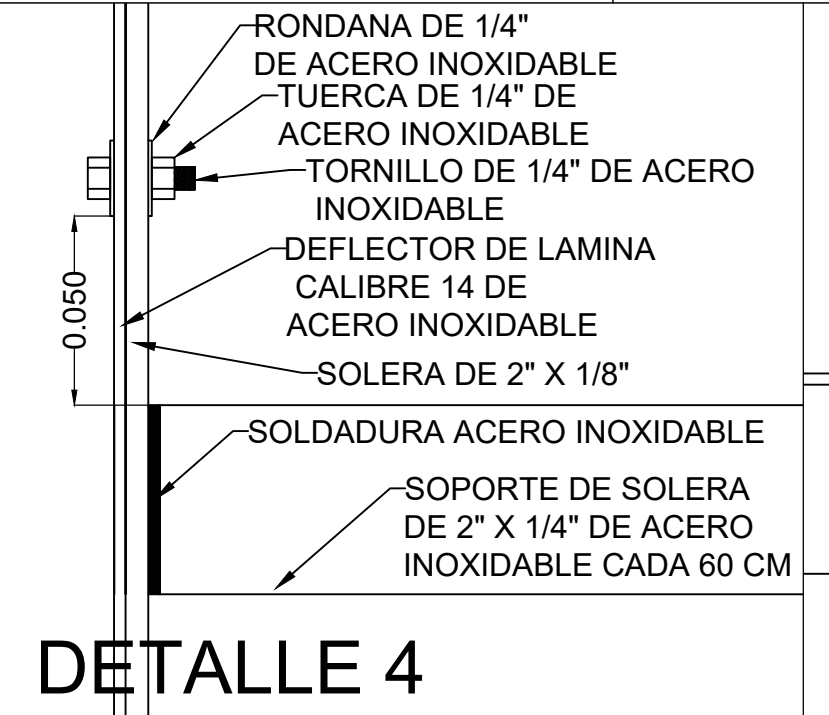 RONDANA DE 1/4"
DE ACERO INOXIDABLE
TUERCA DE 1/4" DE
ACERO INOXIDABLE
TORNILLO DE 1/4" DE ACERO
INOXIDABLE
DEFLECTOR DE LAMINA
CALIBRE 14 DE
ACERO INOXIDABLE
0.050
SOLERA DE 2" X 1/8"
SOLDADURA ACERO INOXIDABLE
SOPORTE DE SOLERA
DE 2" X 1/4" DE ACERO
INOXIDABLE CADA 60 CM
DETALLE 4